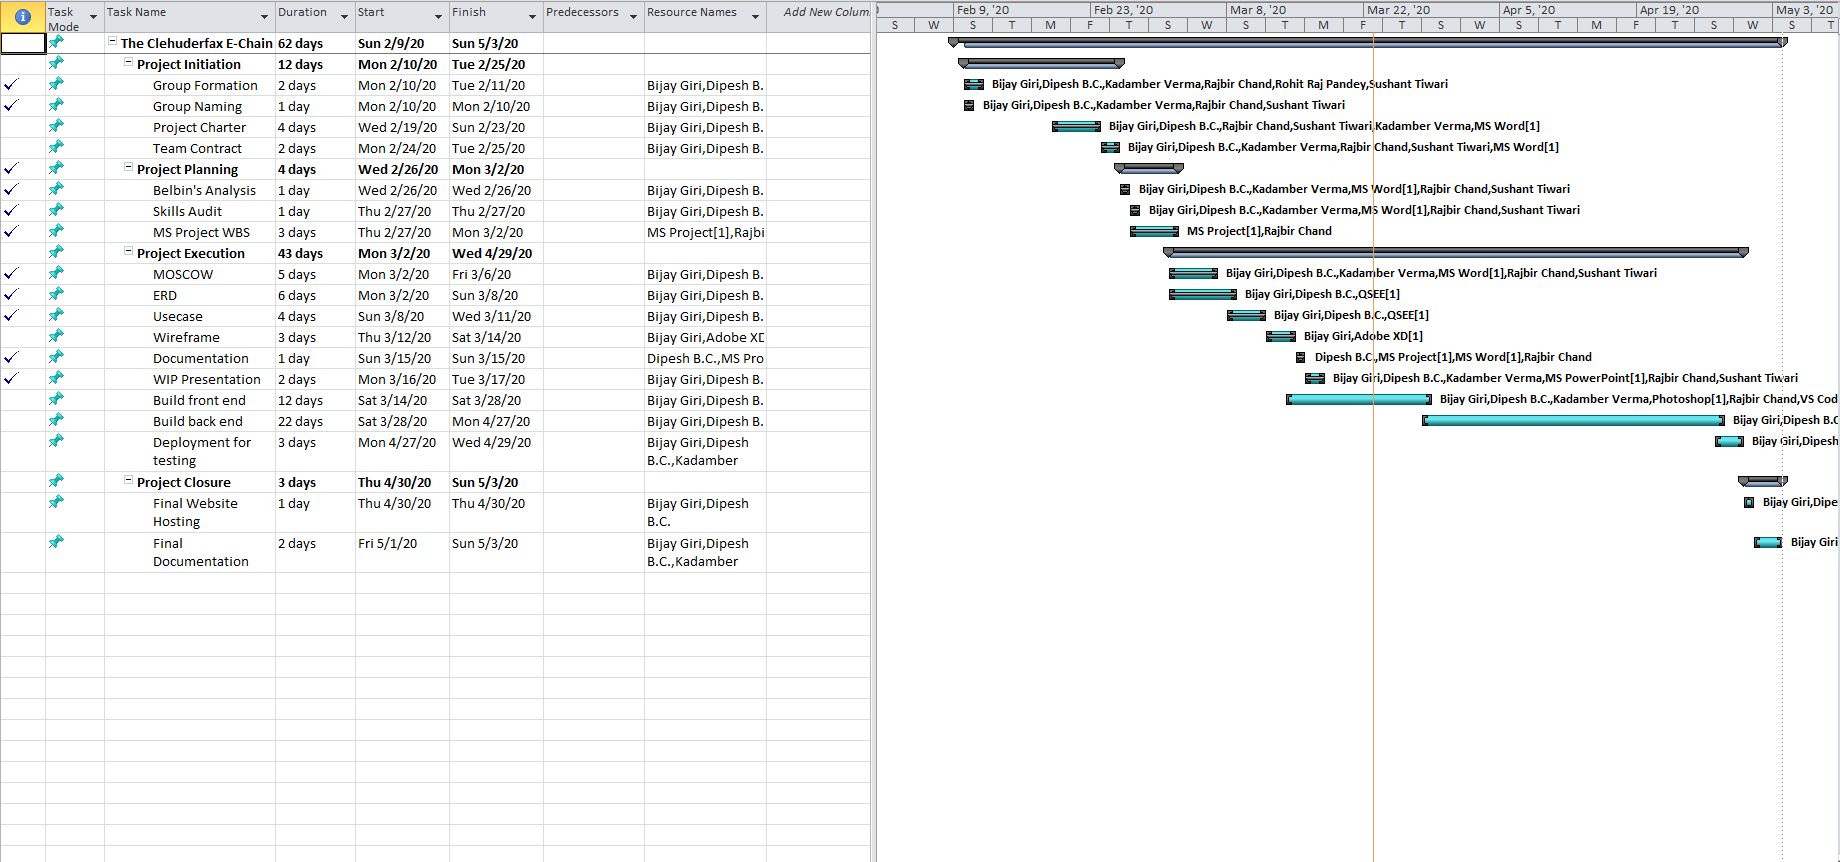 Task Mode Task Name Duration Start Finish Predecessors Resource Names Add New Colum
The Clehuderfax E-Chain 62 days Sun 2/9/20 Sun 5/3/20
Project Initiation 12 days Mon 2/10/20 Tue 2/25/20
Group Formation 2 days Mon 2/10/20 Tue 2/11/20 Bijay Giri,Dipesh B.
Group Naming 1 day Mon 2/10/20 Mon 2/10/20 Bijay Giri,Dipesh B.
Project Charter 4 days Wed 2/19/20 Sun 2/23/20 Bijay Giri,Dipesh B.
Team Contract 2 days Mon 2/24/20 Tue 2/25/20 Bijay Giri,Dipesh B.
Project Planning 4 days Wed 2/26/20 Mon 3/2/20
Belbin's Analysis 1 day Wed 2/26/20 Wed 2/26/20 Bijay Giri,Dipesh B.
Skills Audit 1 day Thu 2/27/20 Thu 2/27/20 Bijay Giri,Dipesh B.
MS Project WBS 3 days Thu 2/27/20 Mon 3/2/20 MS Project[1],Rajbi
Project Execution 43 days Mon 3/2/20 Wed 4/29/20
MOSCOW 5 days Mon 3/2/20 Fri 3/6/20 Bijay Giri,Dipesh B.
ERD 6 days Mon 3/2/20 Sun 3/8/20 Bijay Giri,Dipesh B.
Usecase 4 days Sun 3/8/20 Wed 3/11/20 Bijay Giri,Dipesh B.
Wireframe 3 days Thu 3/12/20 Sat 3/14/20 Bijay Giri,Adobe XD
Documentation 1 day Sun 3/15/20 Sun 3/15/20 Dipesh B.C.,MS Pro
WIP Presentation 2 days Mon 3/16/20 Tue 3/17/20 Bijay Giri,Dipesh B.
Build front end 12 days Sat 3/14/20 Sat 3/28/20 Bijay Giri,Dipesh B.
Build back end 22 days Sat 3/28/20 Mon 4/27/20 Bijay Giri,Dipesh B.
Deployment for 3 days Mon 4/27/20 Wed 4/29/20 Bijay Giri,Dipesh
testing B.C.,Kadamber
Project Closure 3 days Thu 4/30/20 Sun 5/3/20
Final Website 1 day Thu 4/30/20 Thu 4/30/20 Bijay Giri,Dipesh
Hosting B.C.
Final 2 days Fri 5/1/20 Sun 5/3/20 Bijay Giri,Dipesh
Documentation B.C.,Kadamber
Feb 9, '20 Feb 23, '20 Mar 8, '20 Mar 22, '20 Apr 5, '20 Apr 19, '20 May 3, '20
S W S T M F T S W S T M F T S W S T M F T S W S T
Bijay Giri,Dipesh B.C.,Kadamber Verma,Rajbir Chand,Rohit Raj Pandey,Sushant Tiwari
Bijay Giri,Dipesh B.C.,Kadamber Verma,Rajbir Chand,Sushant Tiwari
Bijay Giri,Dipesh B.C.,Rajbir Chand,Sushant Tiwari,Kadamber Verma,MS Word[1]
Bijay Giri,Dipesh B.C.,Kadamber Verma,Rajbir Chand,Sushant Tiwari,MS Word[1]
Bijay Giri,Dipesh B.C.,Kadamber Verma,MS Word[1],Rajbir Chand,Sushant Tiwari
Bijay Giri,Dipesh B.C.,Kadamber Verma,MS Word[1],Rajbir Chand,Sushant Tiwari
MS Project[1],Rajbir Chand
Bijay Giri,Dipesh B.C.,Kadamber Verma,MS Word[1],Rajbir Chand,Sushant Tiwari
Bijay Giri,Dipesh B.C.,QSEE[1]
Bijay Giri,Dipesh B.C.,QSEE[1]
Bijay Giri,Adobe XD[1]
Dipesh B.C.,MS Project[1],MS Word[1],Rajbir Chand
Bijay Giri,Dipesh B.C.,Kadamber Verma,MS PowerPoint[1],Rajbir Chand,Sushant Tiwari
Bijay Giri,Dipesh B.C.,Kadamber Verma,Photoshop[1],Rajbir Chand,VS Cod
Bijay Giri,Dipesh B.C
Bijay Giri,Dipesh
Bijay Giri,Dipe
Bijay Giri